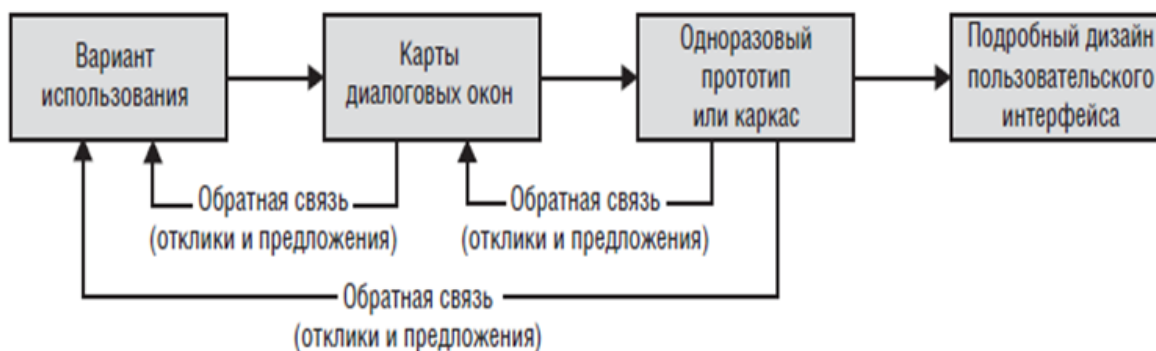 Вариант
использования
Карты
диалоговых окон
Одноразовый
прототип
или каркас
Подробный дизайн
пользовательского
интерфейса
Обратная связь
(отклики и предложения)
Обратная связь
(отклики и предложения)
Обратная связь
(отклики и предложения)